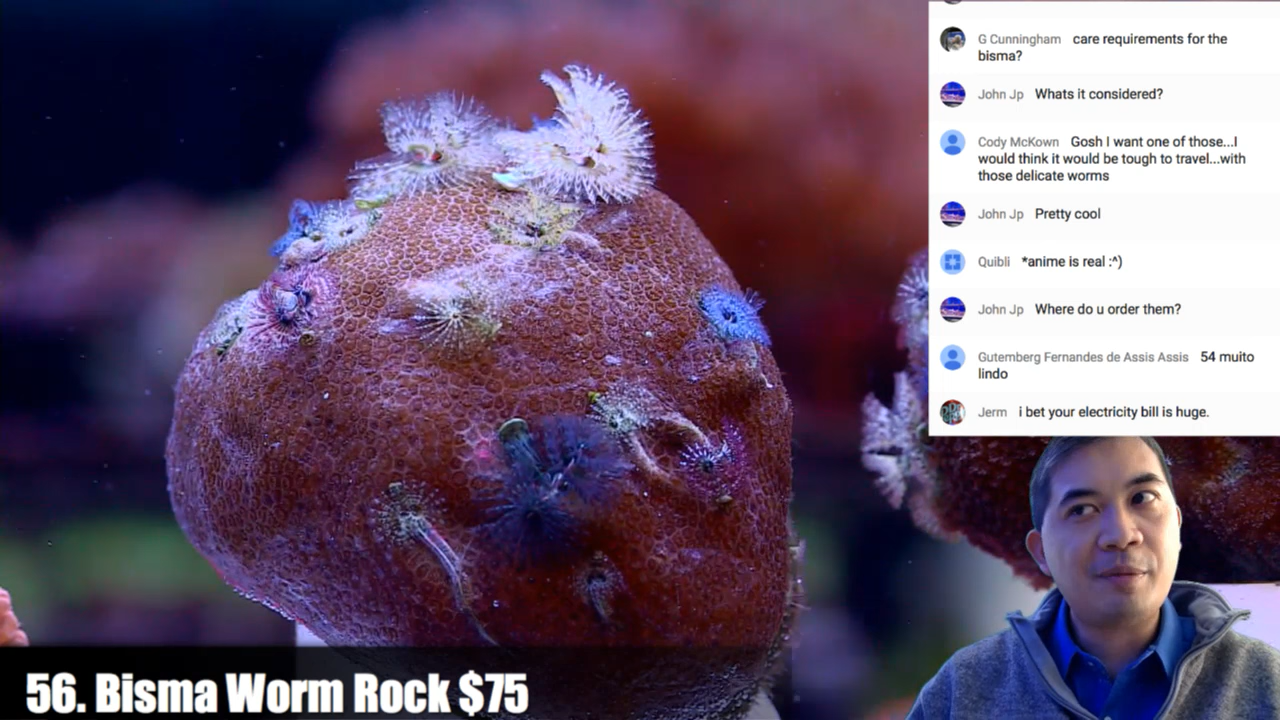 G Cunningham care requirements for the
bisma?
John Jp Whats it considered?
Cody McKown Gosh I want one of those...I
would think it would be tough to travel...with
those delicate worms
John Jp Pretty cool
Quibli *anime is real :^)
John Jp Where do u order them?
Gutemberg Fernandes de Assis Assis 54 muito
lindo
Jerm i bet your electricity bill is huge.
56. Bisma Worm Rock $75